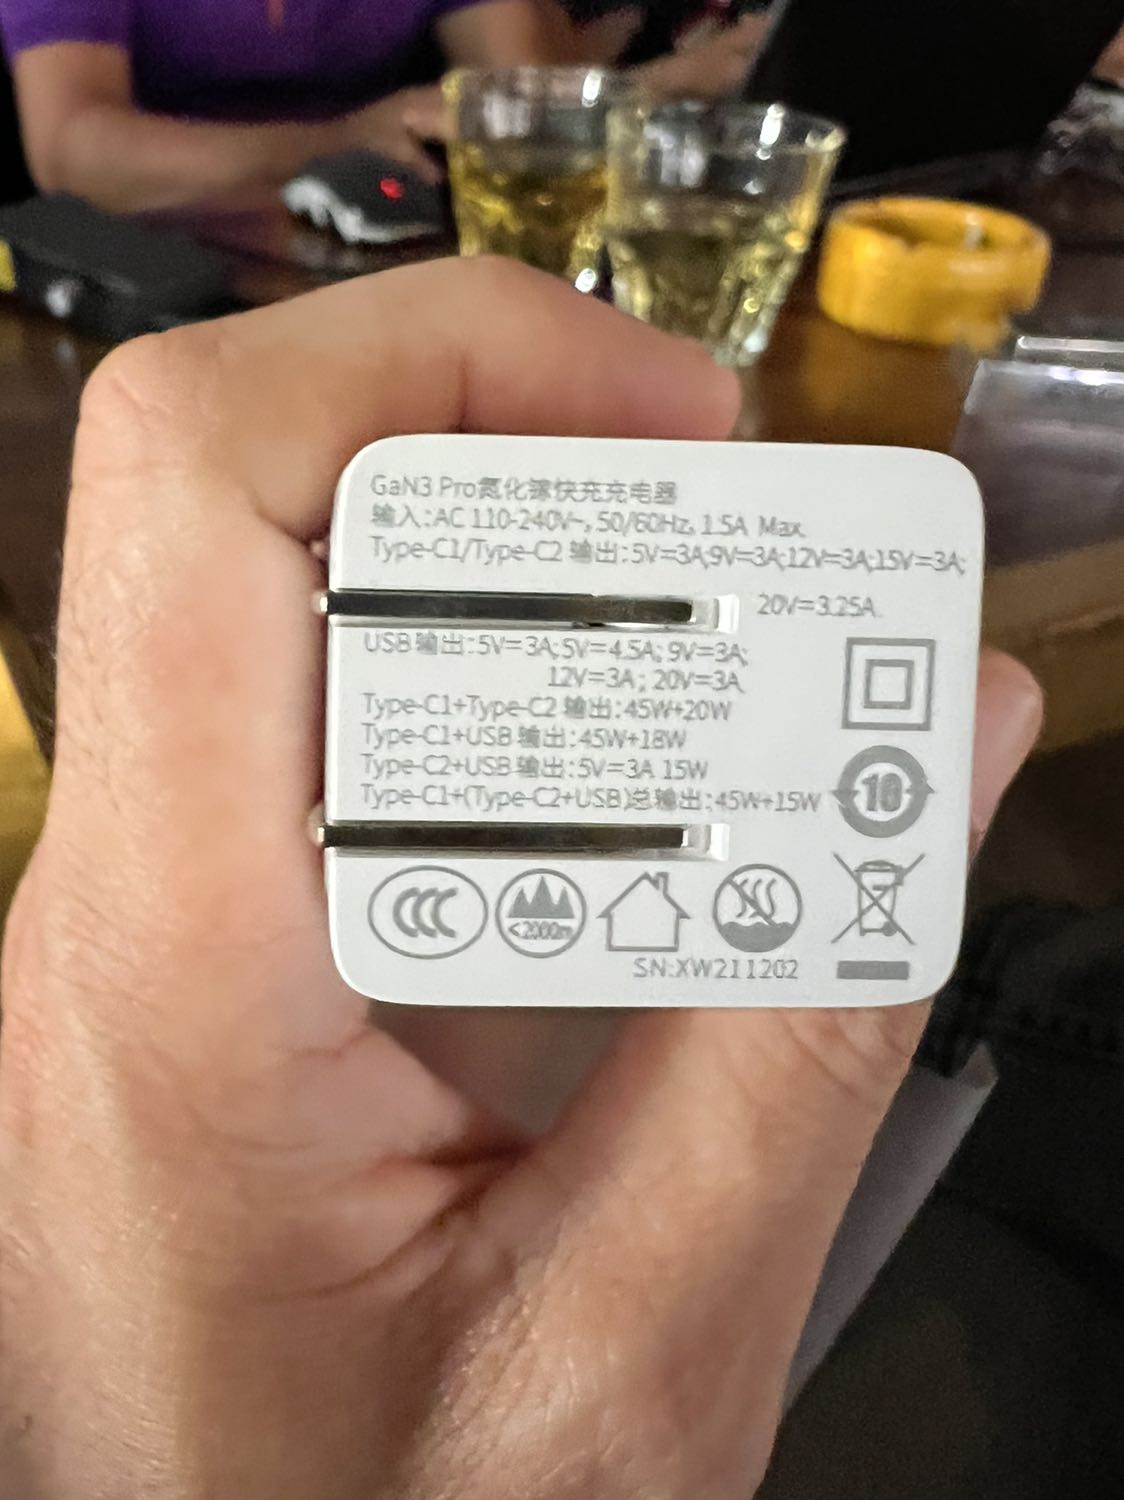 GaN3 Pro氮化镓快充充电器
输入:AC 110-240V~, 50/60Hz, 1.5A Max
Type-C1/Type-C2 输出:5V=3A;9V=3A;12V=3A;15V=3A;
20V=3.25A
USB输出:5V=3A;5V=4.5A; 9V=3A;
12V=3A; 20V=3A
Type-C1+Type-C2 输出:45W+20W
Type-C1+USB 输出:45W+18W
Type-C2+USB 输出:5V=3A 15W
Type-C1+(Type-C2+USB)总输出:45W+15W
10
CCC
<2000m
SN:XW211202